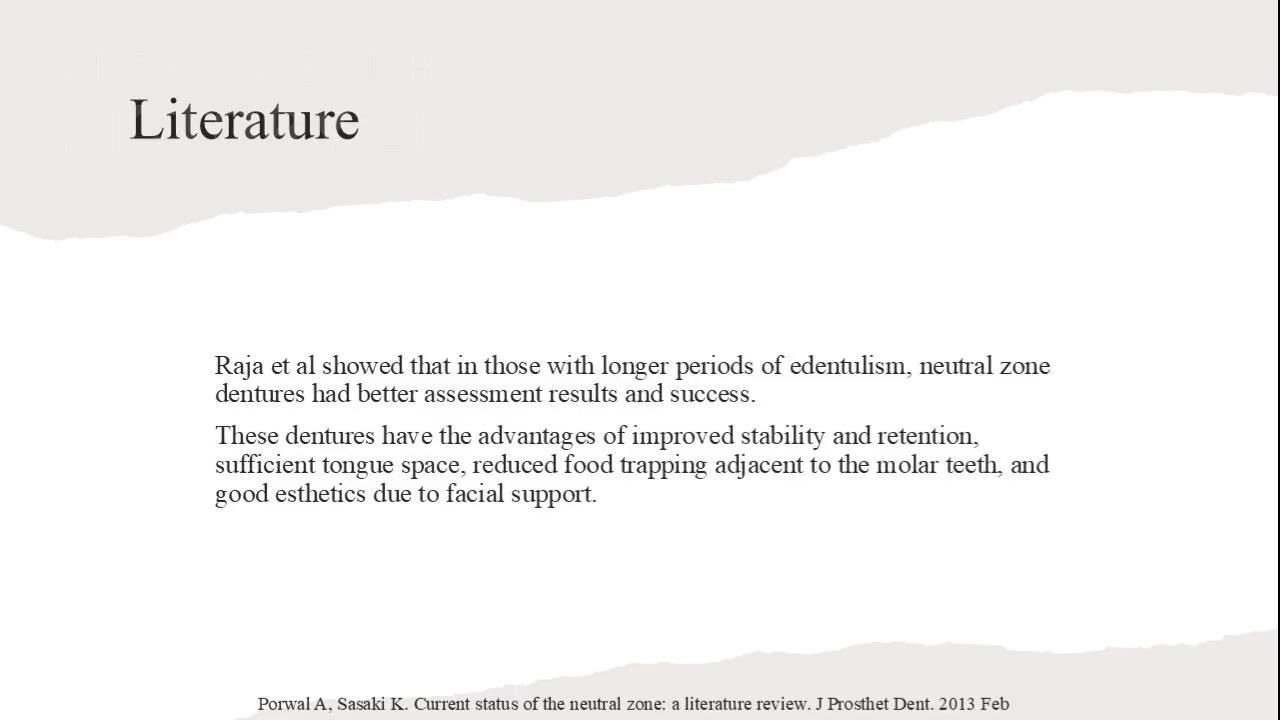 Literature
Raja et al showed that in those with longer periods of edentulism, neutral zone
dentures had better assessment results and success.
These dentures have the advantages of improved stability and retention,
sufficient tongue space, reduced food trapping adjacent to the molar teeth, and
good esthetics due to facial support.
Porwal A, Sasaki K. Current status of the neutral zone: a literature review. J Prosthet Dent. 2013 Feb